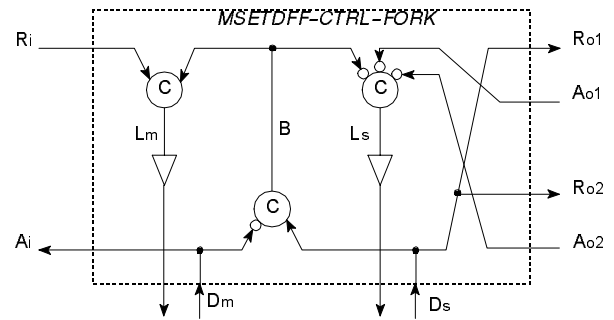 MSETDFF-CTRL-FORK
Ri
Ro1
C
C
Ao1
Lm
B
Ls
Ro2
C
Ai
Ao2
Dm
Ds